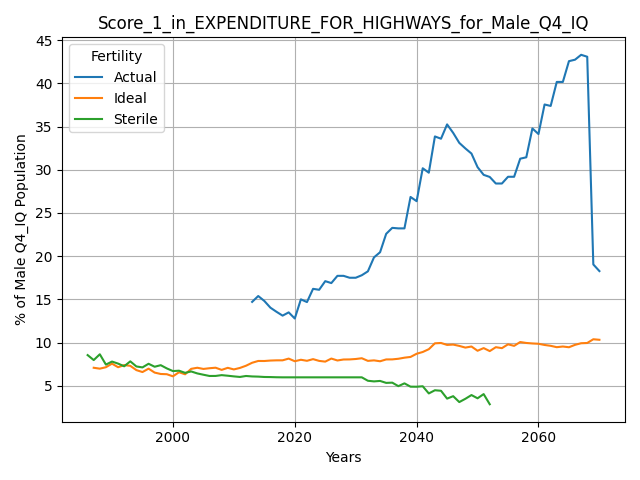 Score_1_in_EXPENDITURE_FOR_HIGHWAYS_for_Male_Q4_IQ
Fertility
Actual
Ideal
Sterile
% of Male Q4_IQ Population
45
40
35
30
25
20
15
10
5
2000 2020 2040 2060
Years